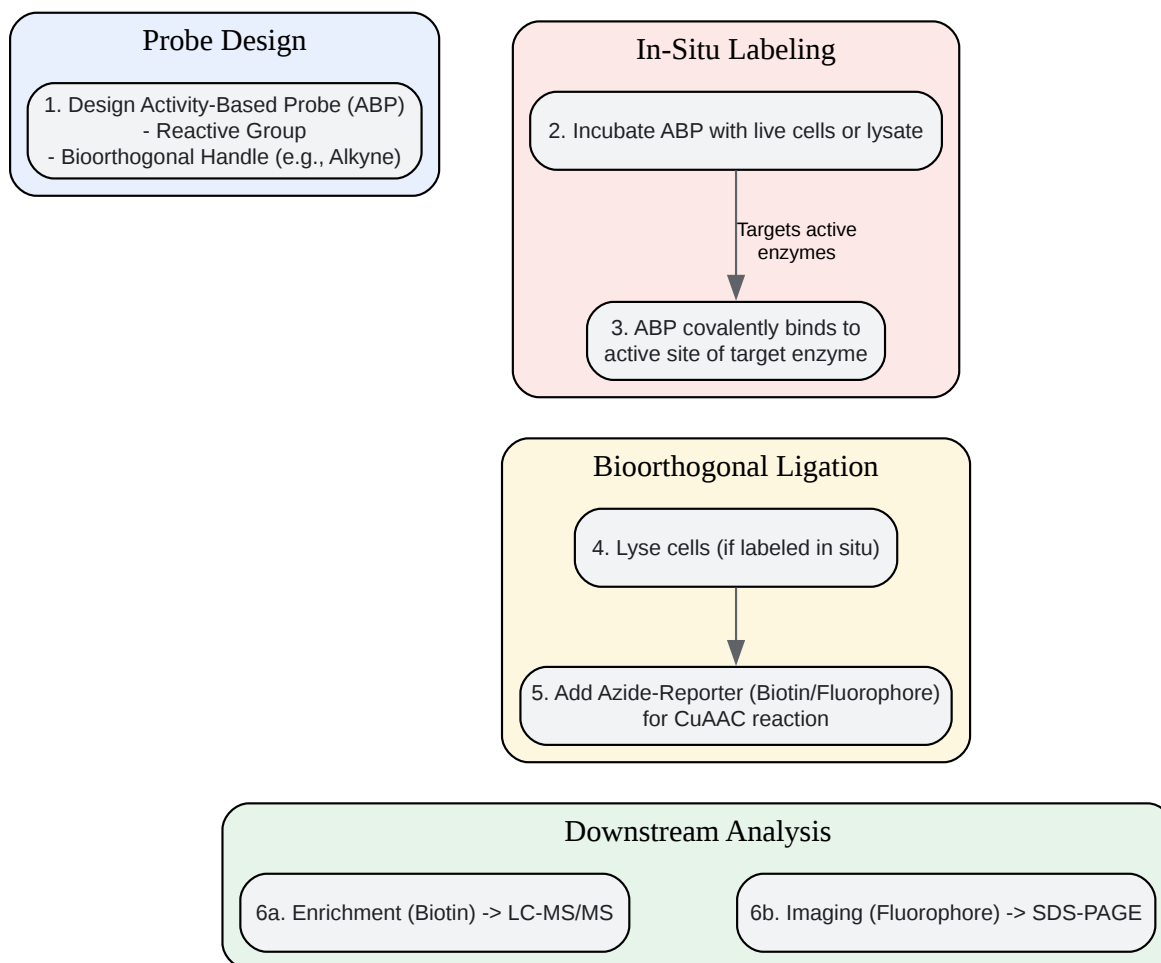 Probe Design
1. Design Activity-Based Probe (ABP)
- Reactive Group
- Bioorthogonal Handle (e.g., Alkyne)
In-Situ Labeling
2. Incubate ABP with live cells or lysate
Targets active
enzymes
3. ABP covalently binds to
active site of target enzyme
Bioorthogonal Ligation
4. Lyse cells (if labeled in situ)
5. Add Azide-Reporter (Biotin/Fluorophore)
for CuAAC reaction
Downstream Analysis
6a. Enrichment (Biotin) -> LC-MS/MS
6b. Imaging (Fluorophore) -> SDS-PAGE